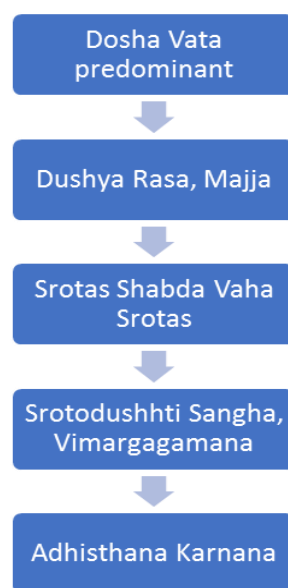 Dosha Vata
predominant
Dushya Rasa, Majja
Srotas Shabda Vaha
Srotas
Srotodushhti Sangha,
Vimargagamana
Adhisthana Karnana